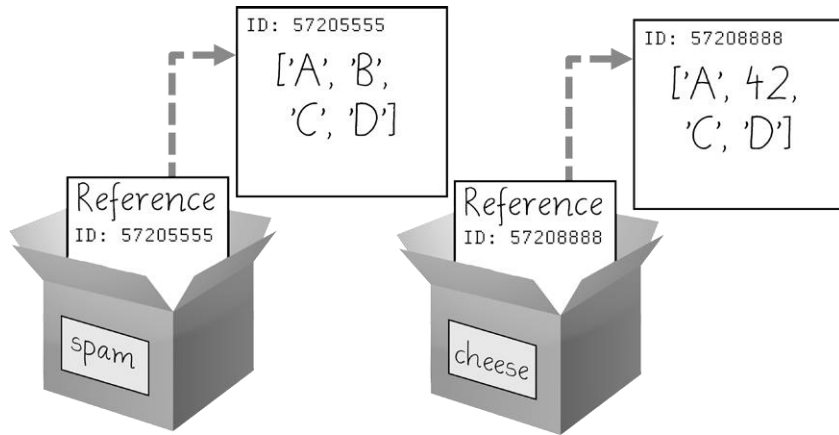 ID: 57205555
['A', 'B',
'C', 'D']
Reference
ID: 57205555
spam
ID: 57208888
['A', 42,
'C', 'D']
Reference
ID: 57208888
cheese